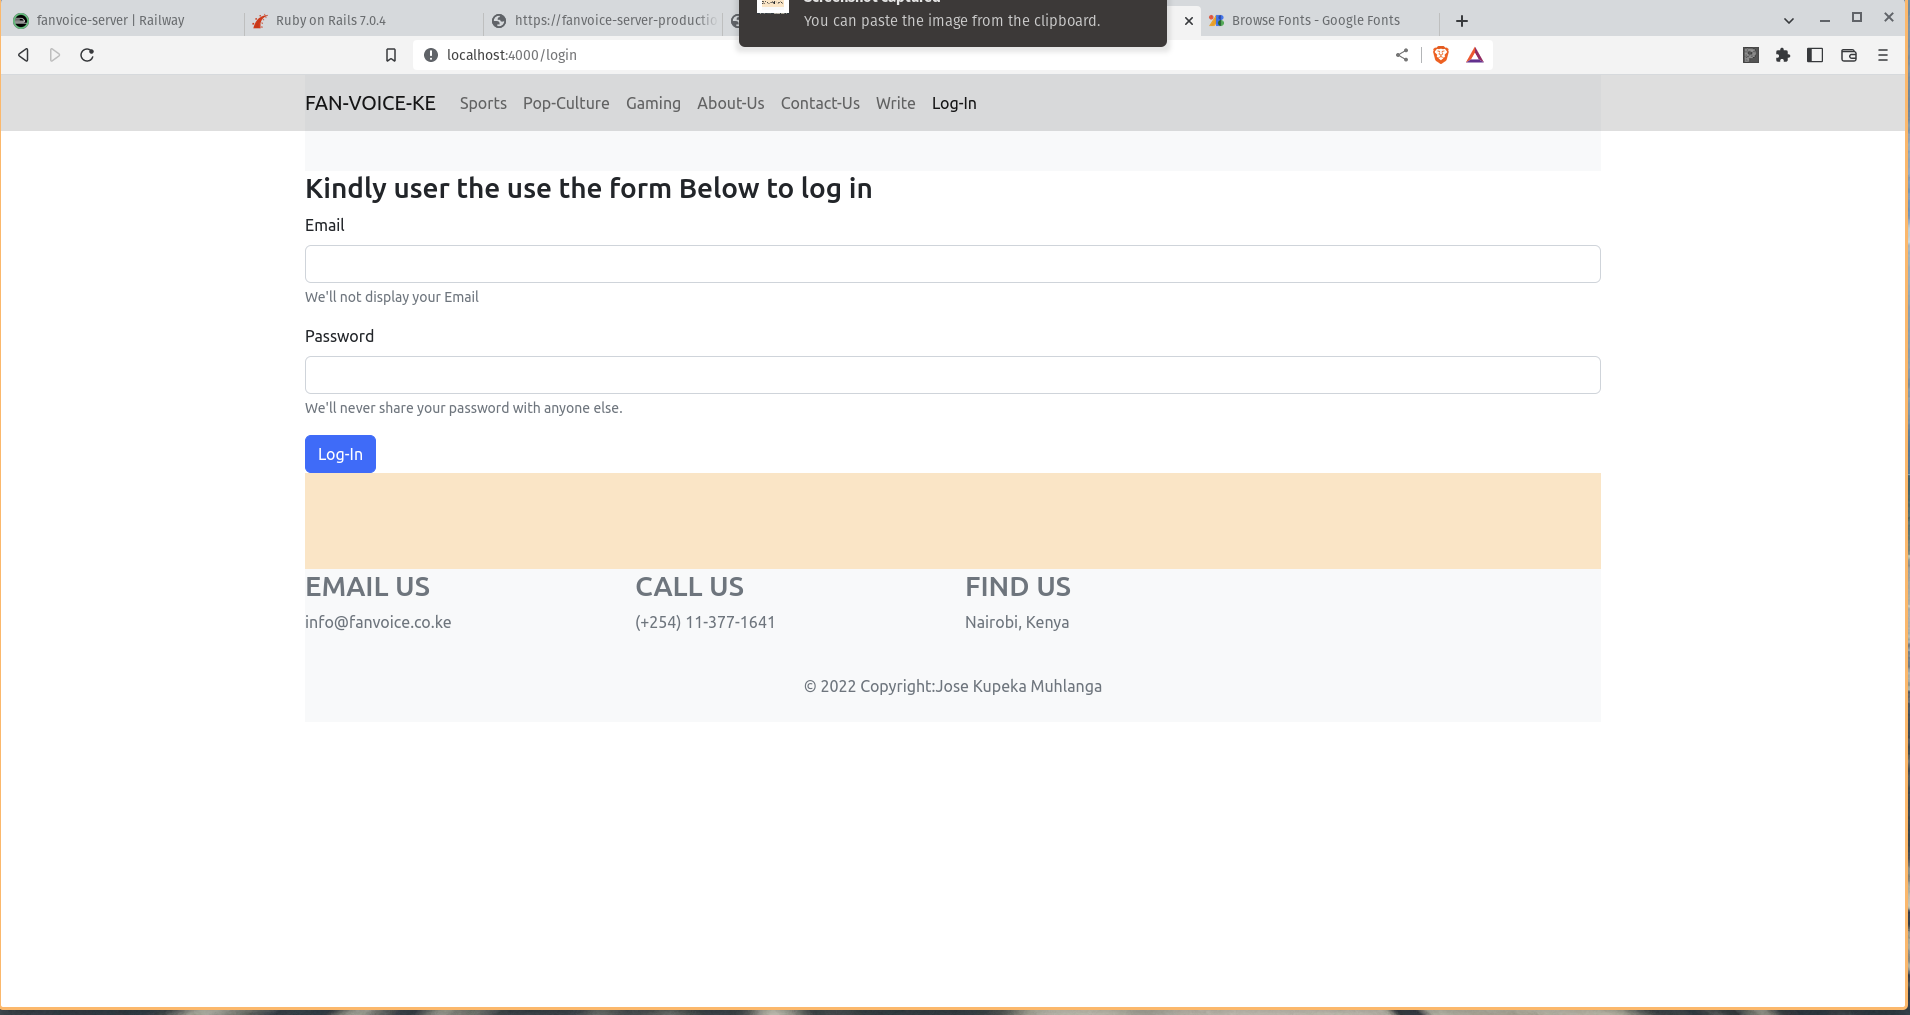 fanvoice-server | Railway
Ruby on Rails 7.0.4
https://fanvoice-server-productio
Screenshot captured
You can paste the image from the clipboard.
Browse Fonts - Google Fonts
localhost:4000/login
FAN-VOICE-KE Sports Pop-Culture Gaming About-Us Contact-Us Write Log-In
Kindly user the use the form Below to log in
Email
We'll not display your Email
Password
We'll never share your password with anyone else.
Log-In
EMAIL US CALL US FIND US
info@fanvoice.co.ke (+254) 11-377-1641 Nairobi, Kenya
© 2022 Copyright:Jose Kupeka Muhlanga